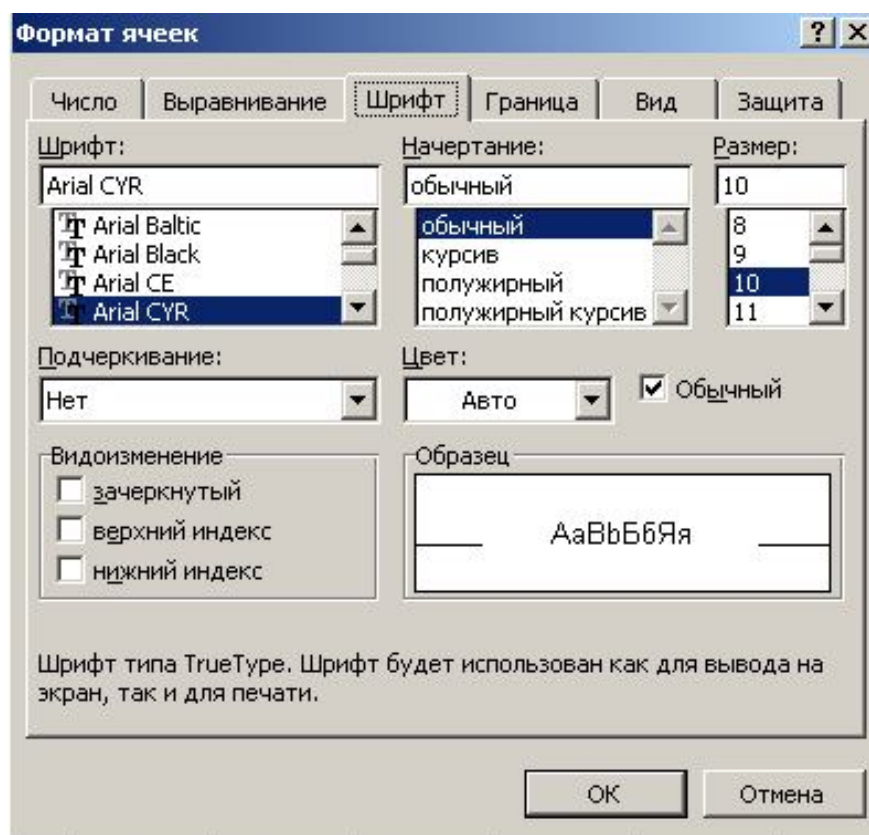 Формат ячеек
Число Выравнивание Шрифт Граница Вид Защита
Шрифт: Начертание: Размер:
Arial CYR обычный 10
Arial Baltic обычный 8
Arial Black курсив 9
Arial CE полужирный 10
Arial CYR полужирный курсив 11
Подчеркивание: Цвет:
Нет Авто Обычный
Видоизменение Образец
зачеркнутый
верхний индекс АаВbБбЯя
нижний индекс
Шрифт типа TrueType. Шрифт будет использован как для вывода на
экран, так и для печати.
ОК Отмена